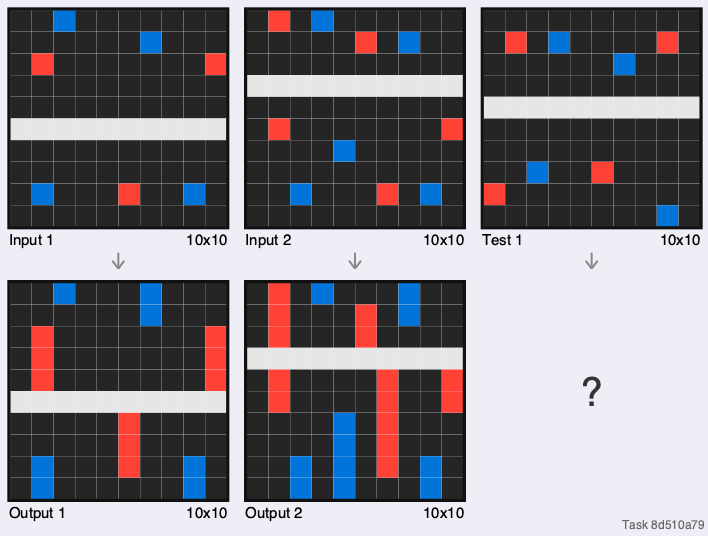 Input 1 10x10
Input 2 10x10
Test 1 10x10
Output 1 10x10
Output 2 10x10
?
Task 8d510a79